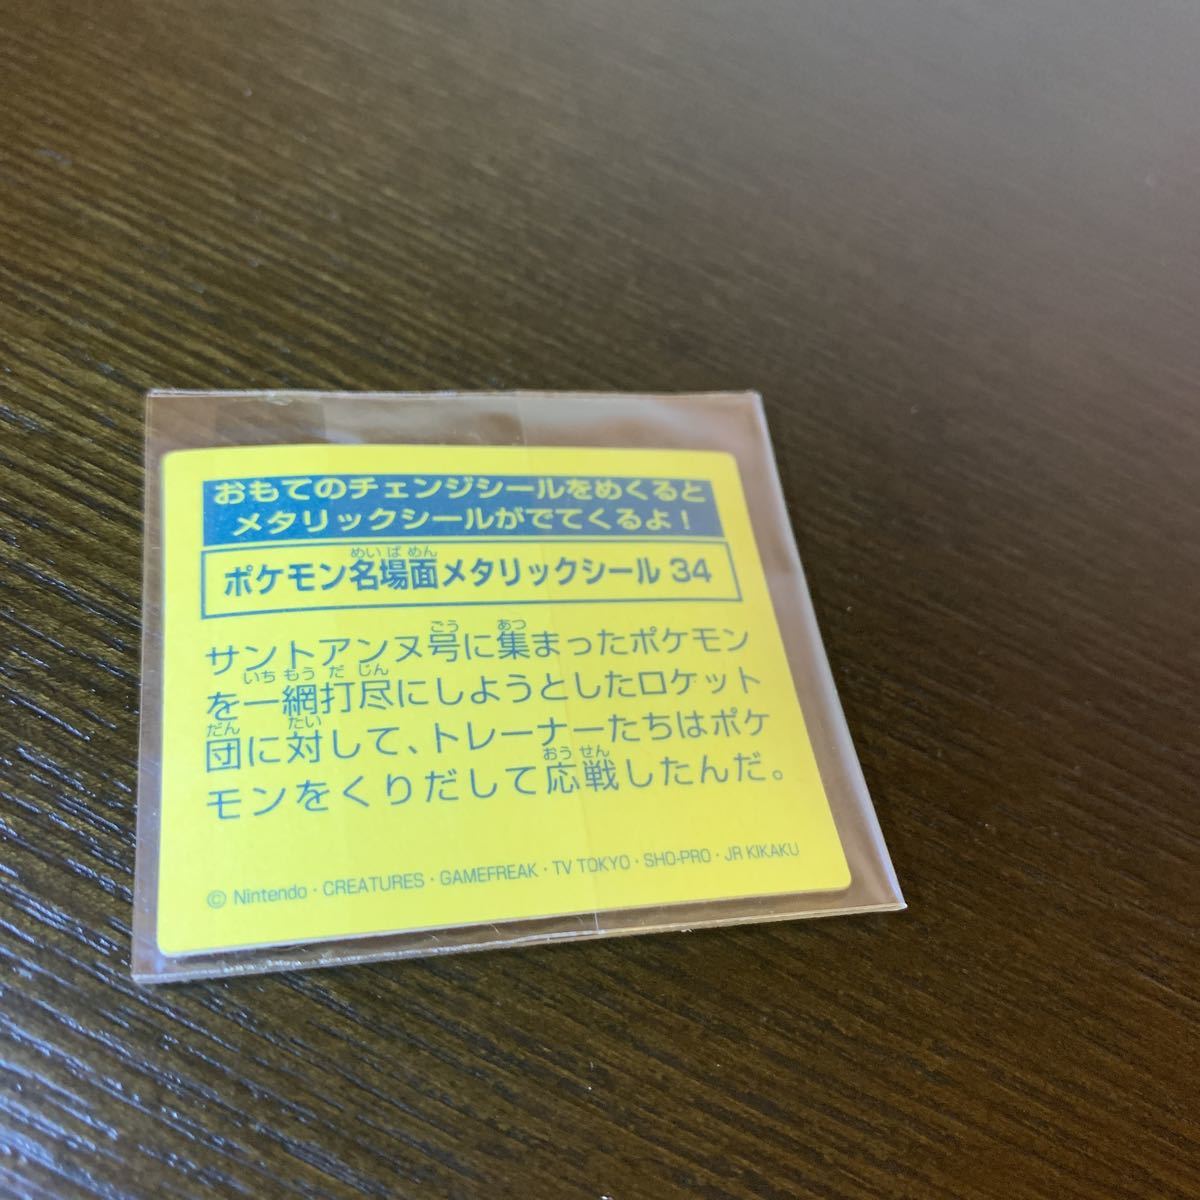 おもてのチェンジシールをめくると
メタリックシールがでてくるよ！
めいばめん
ポケモン名場面メタリックシール 34
ごう あつ
サントアンヌ号に集まったポケモン
いちもうだじん
を一網打尽にしようとしたロケット
だん たい
団に対して、トレーナーたちはポケ
おうせん
モンをくりだして応戦したんだ。
© Nintendo・CREATURES・GAMEFREAK・TV TOKYO・SHO-PRO・JR KIKAKU